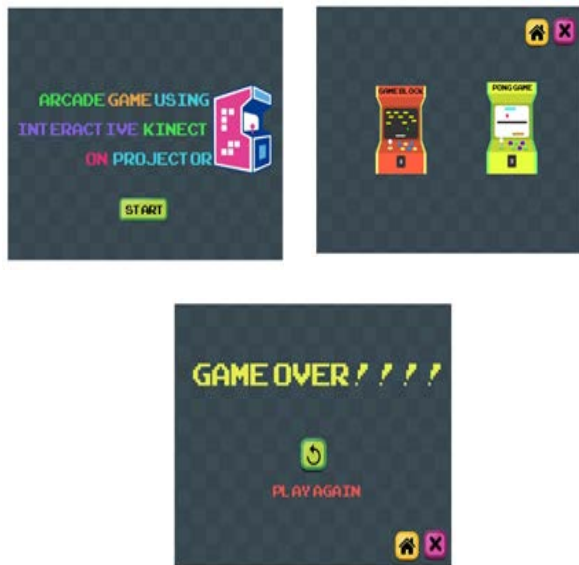 ARCADE GAME USING
INTERACTIVE KINECT
ON PROJECTOR
START
GAME BLOCK
PONG GAME
GAME OVER!!!!
PLAY AGAIN